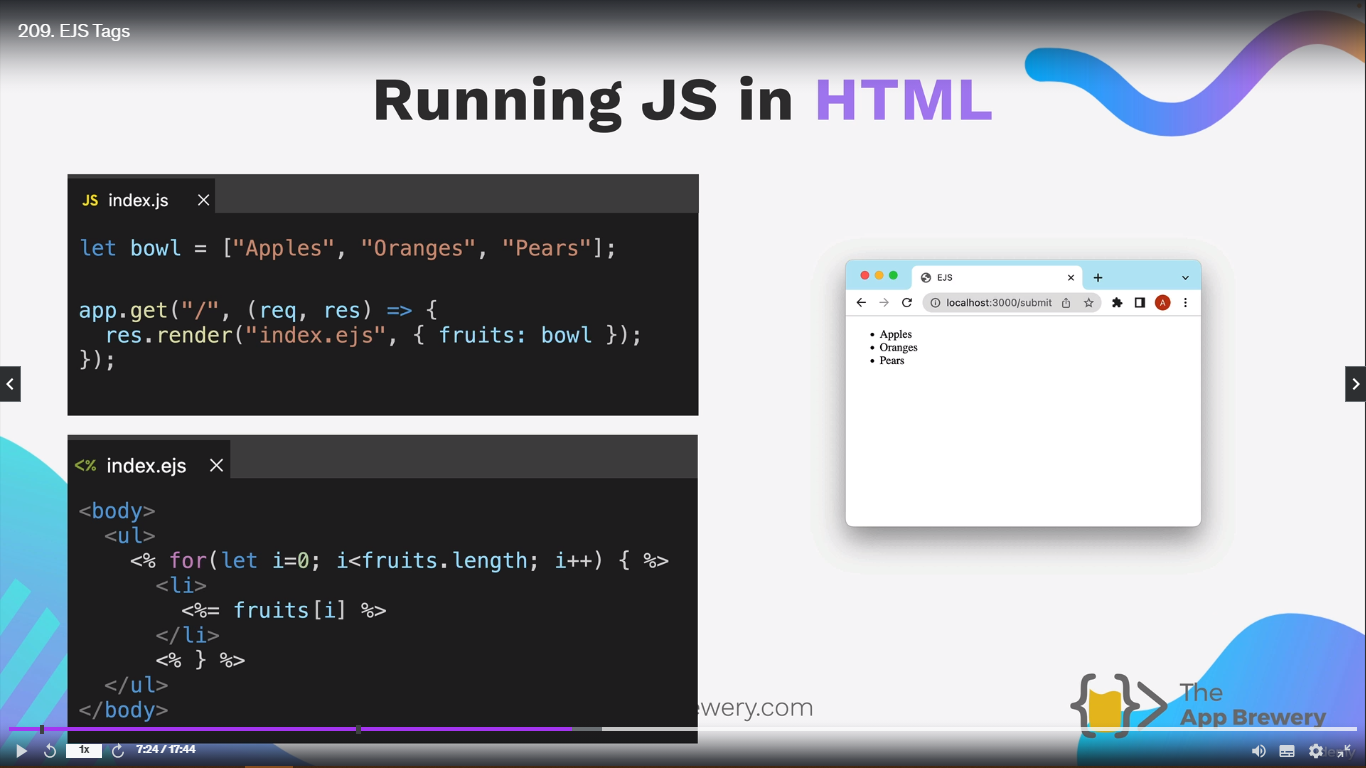 209. EJS Tags
Running JS in HTML
JS index.js
let bowl = ["Apples", "Oranges", "Pears"];
app.get("/", (req, res) => {
res.render("index.ejs", { fruits: bowl });
});
EJS
localhost:3000/submit
A
Apples
Oranges
Pears
<% index.ejs
<body>
<ul>
<% for(let i=0; i<fruits.length; i++) { %>
<li>
<%= fruits[i] %>
</li>
<% } %>
</ul>
</body>
ewery.com
The
App Brewery
1x
7:24 / 17:44